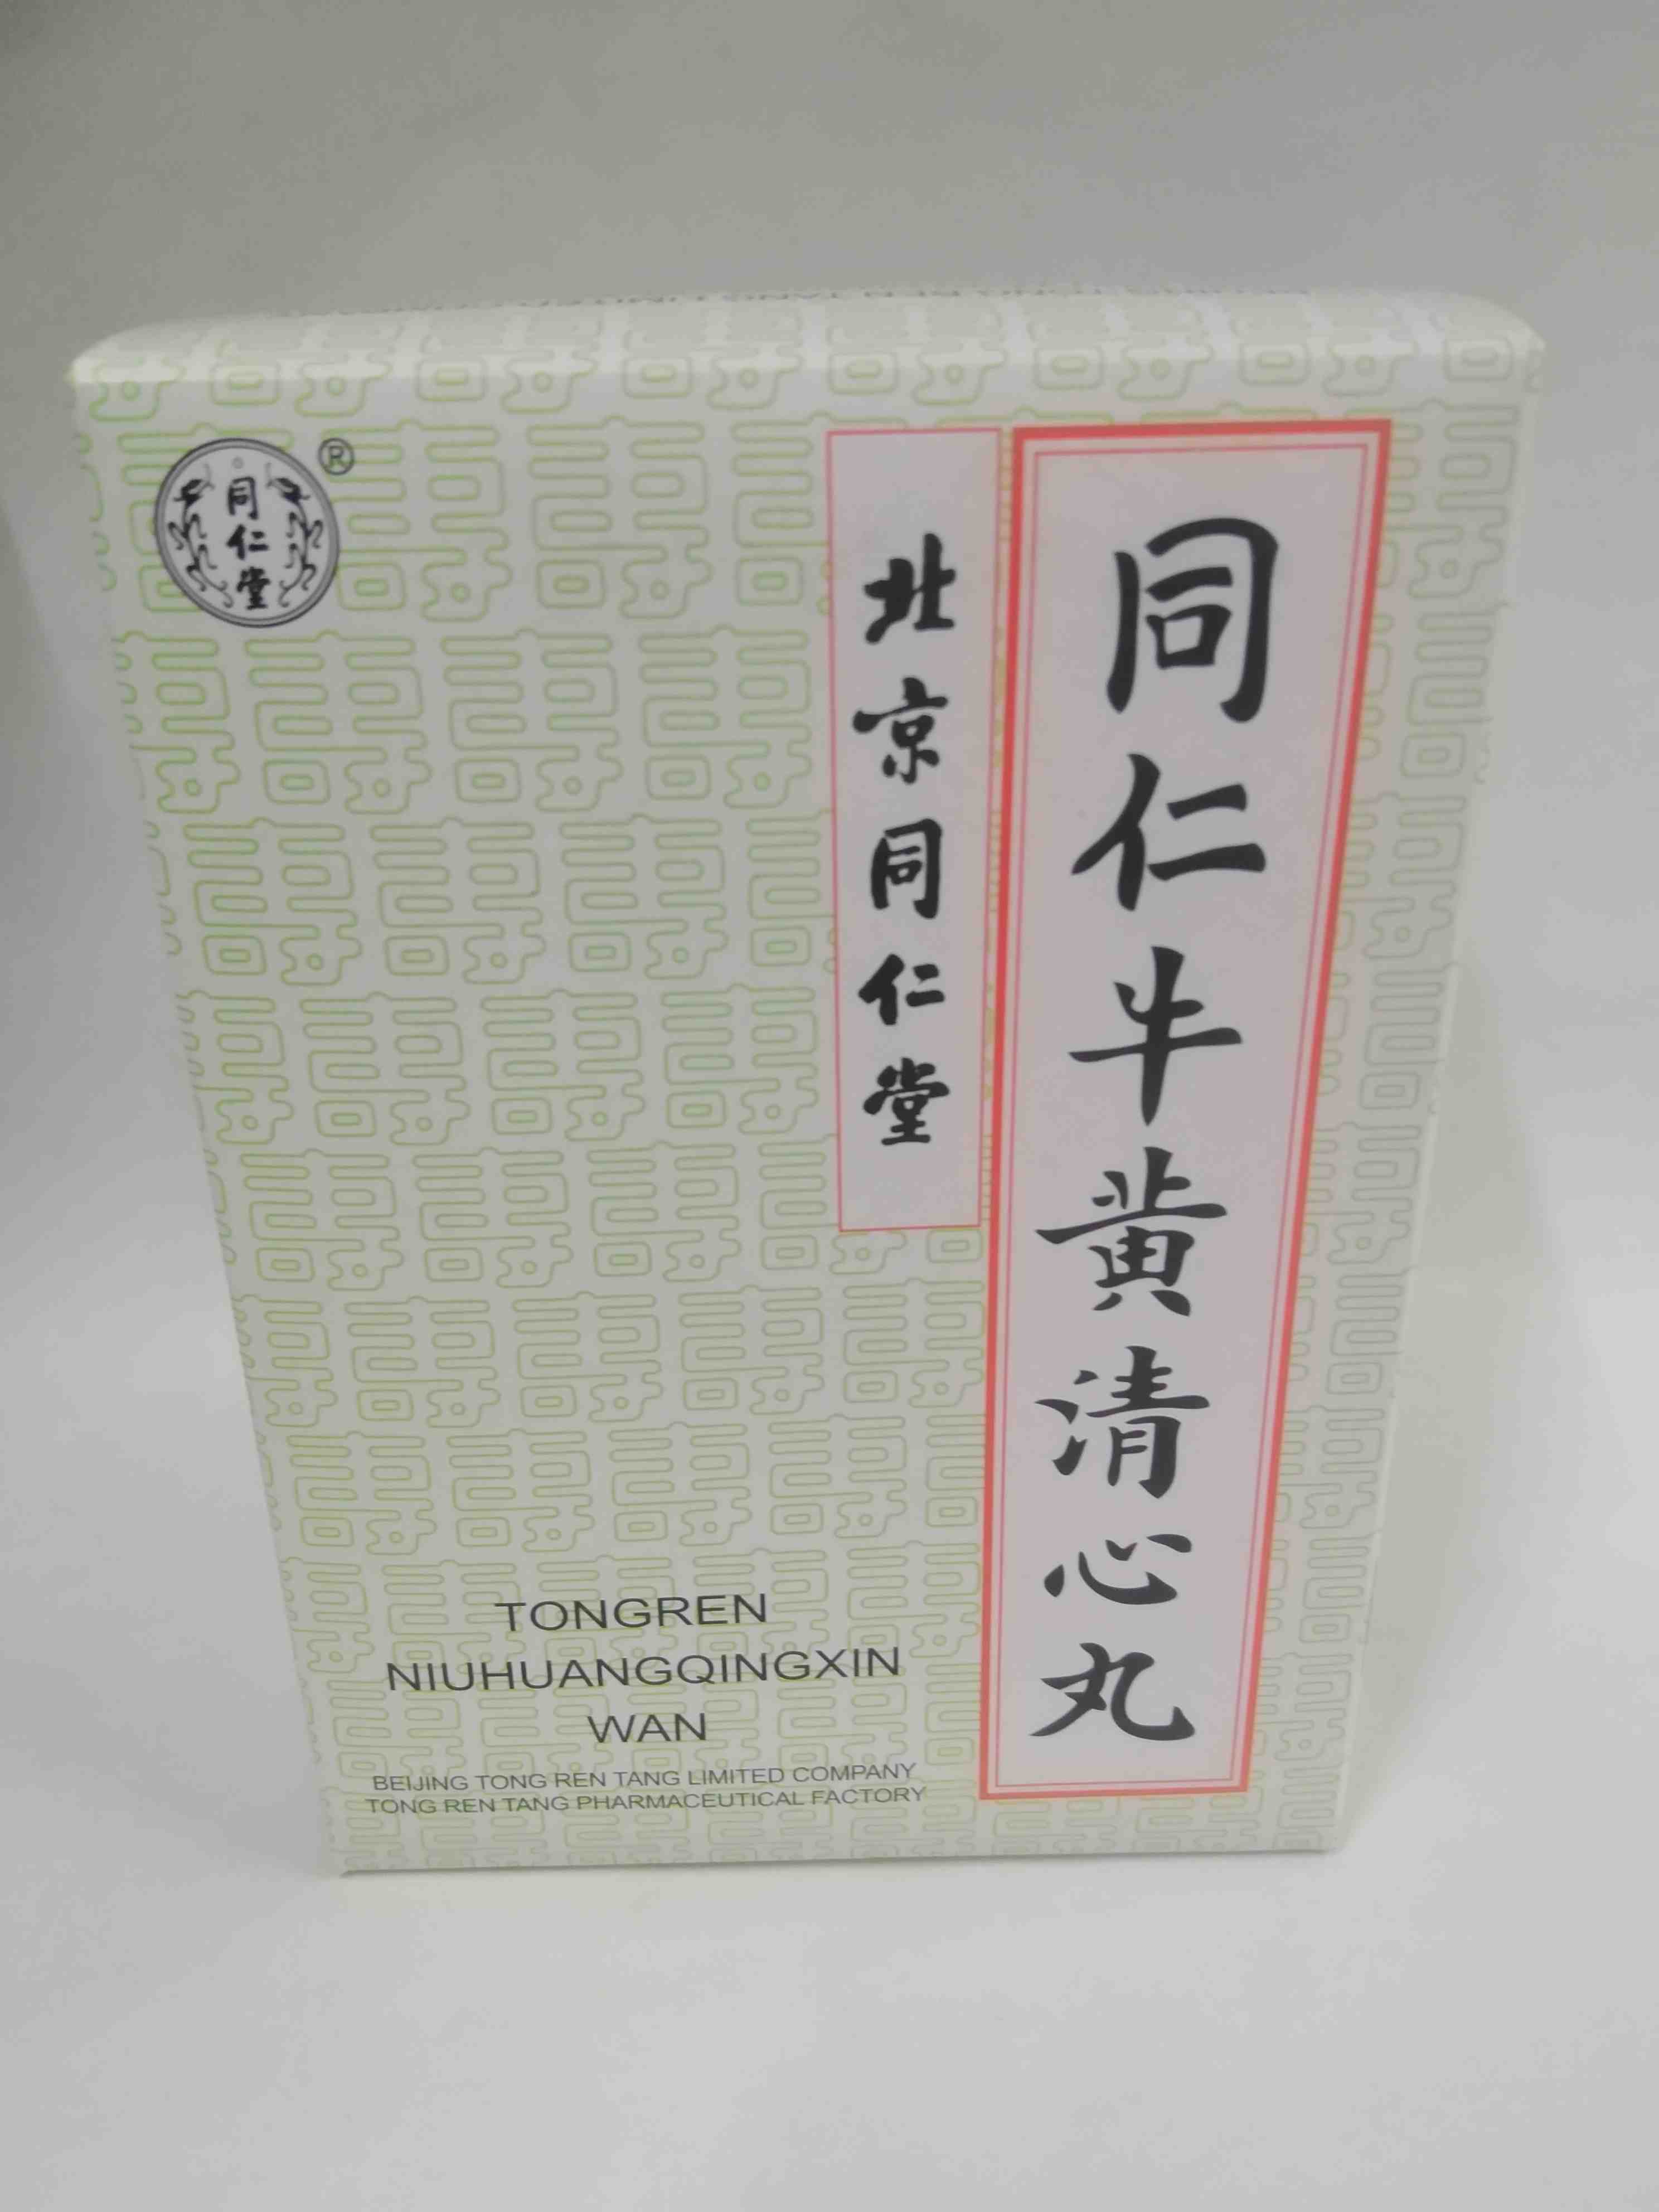 同仁牛黄清心丸
北京同仁堂
同仁堂
®
TONGREN
NIUHUANGQINGXIN
WAN
BEIJING TONG REN TANG LIMITED COMPANY
TONG REN TANG PHARMACEUTICAL FACTORY